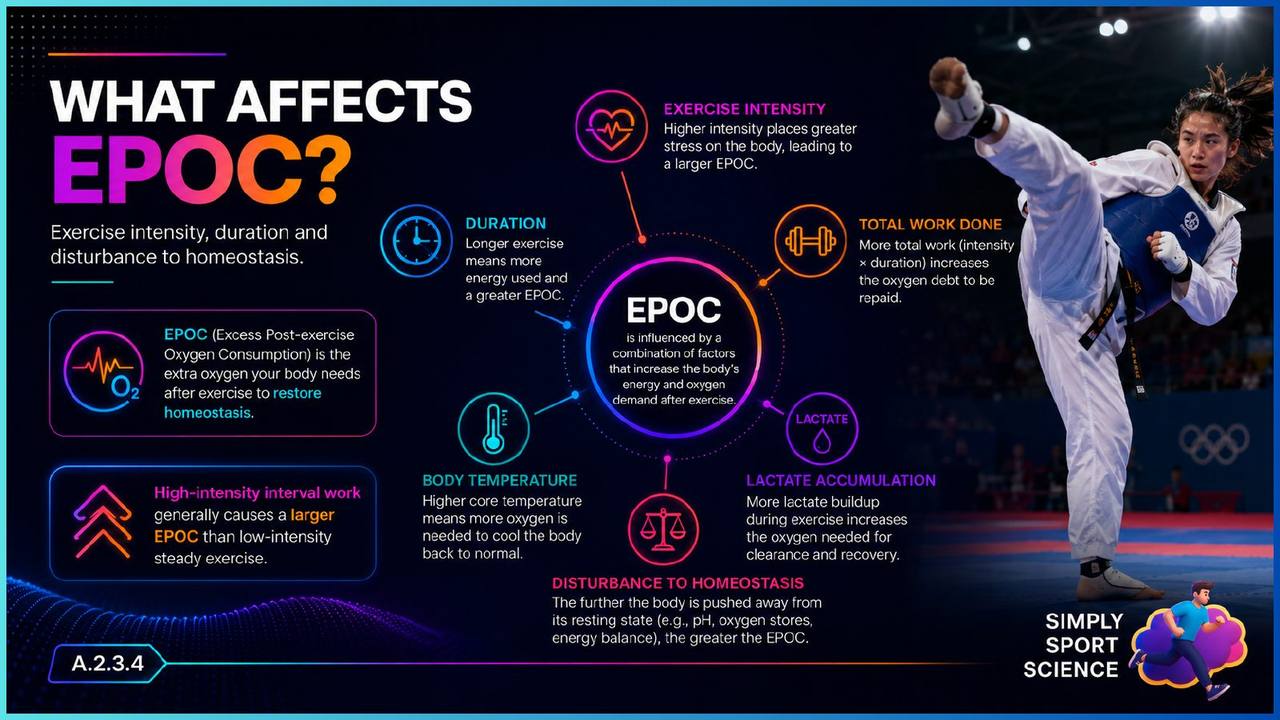 WHAT AFFECTS
EPOC?
Exercise intensity, duration and
disturbance to homeostasis.
EPOC (Excess Post-exercise
Oxygen Consumption) is the
extra oxygen your body needs
after exercise to restore
homeostasis.
O₂
High-intensity interval work
generally causes a larger
EPOC than low-intensity
steady exercise.
A.2.3.4
EXERCISE INTENSITY
Higher intensity places greater
stress on the body, leading to
a larger EPOC.
DURATION
Longer exercise
means more
energy used and
a greater EPOC.
TOTAL WORK DONE
More total work (intensity
× duration) increases
the oxygen debt to be
repaid.
EPOC
is influenced by a
combination of factors
that increase the body's
energy and oxygen
demand after exercise.
BODY TEMPERATURE
Higher core temperature
means more oxygen is
needed to cool the body
back to normal.
LACTATE
LACTATE ACCUMULATION
More lactate buildup
during exercise increases
the oxygen needed for
clearance and recovery.
DISTURBANCE TO HOMEOSTASIS
The further the body is pushed away from
its resting state (e.g., pH, oxygen stores,
energy balance), the greater the EPOC.
SIMPLY
SPORT
SCIENCE